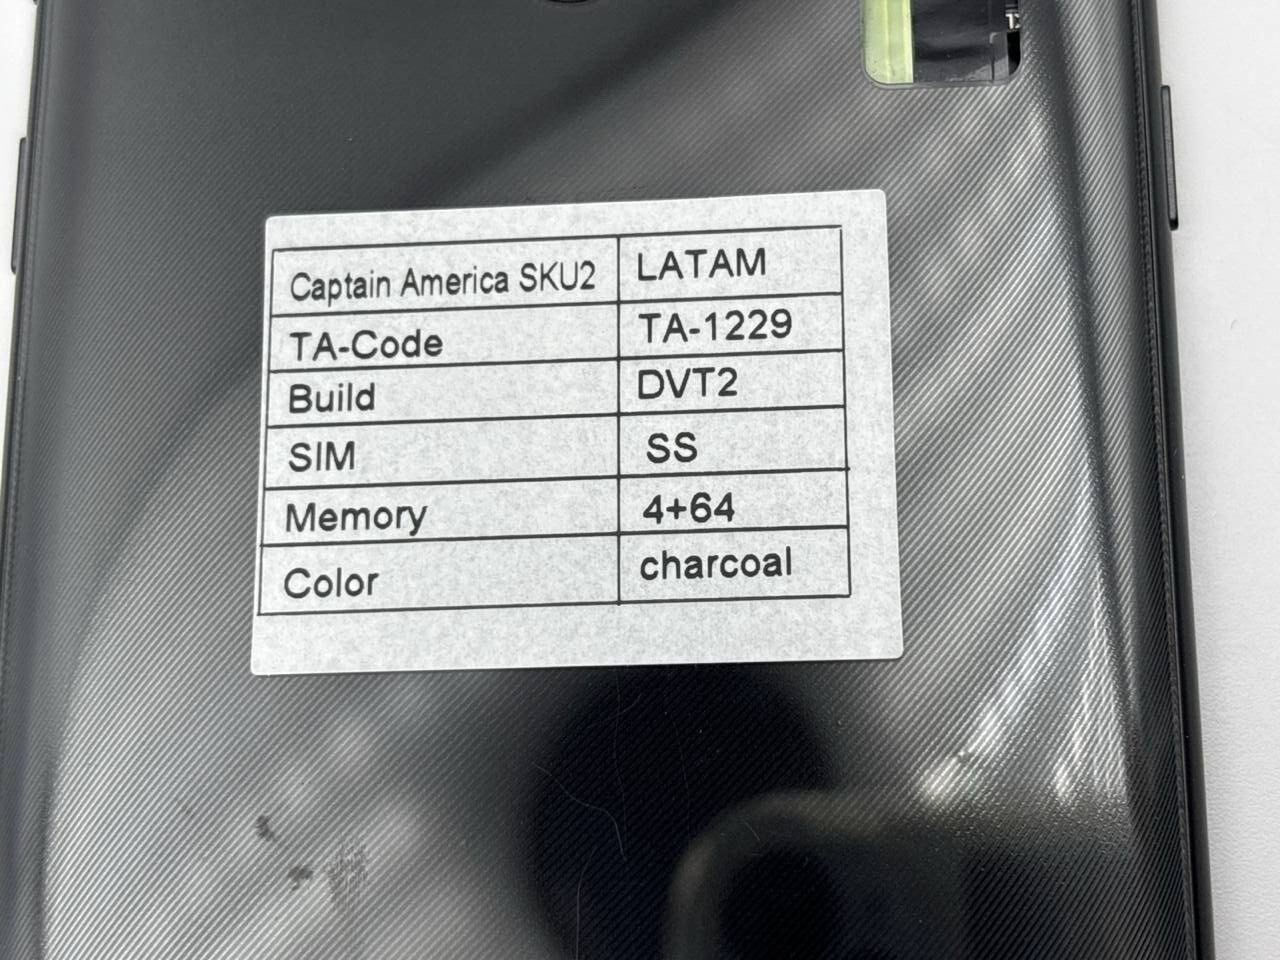 Captain America SKU2 LATAM
TA-Code TA-1229
Build DVT2
SIM SS
Memory 4+64
Color charcoal